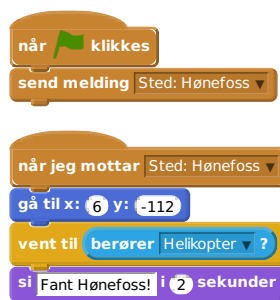 når klikkes
send melding Sted: Hønefoss
når jeg mottar Sted: Hønefoss
gå til x: 6 y: -112
vent til berører Helikopter ?
si Fant Hønefoss! i 2 sekunder